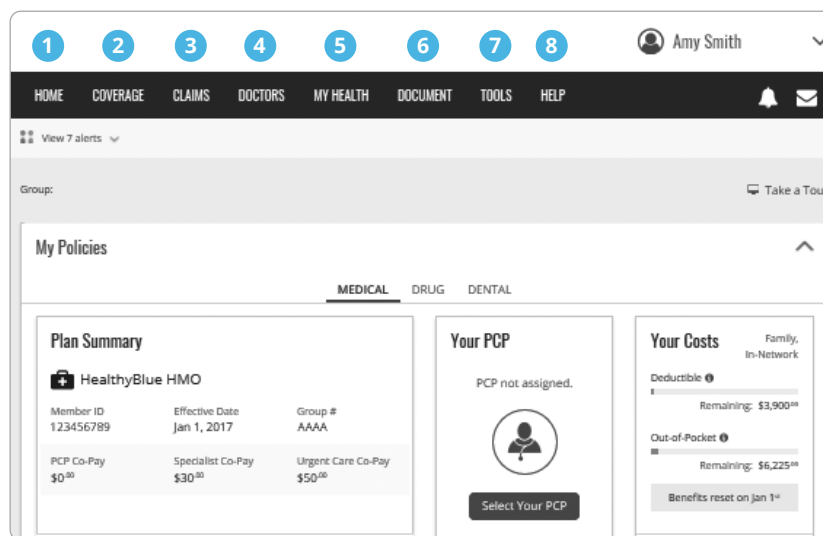 1 2 3 4 5 6 7 8
Amy Smith
HOME COVERAGE CLAIMS DOCTORS MY HEALTH DOCUMENT TOOLS HELP
View 7 alerts
Group:
Take a Tou
My Policies
MEDICAL DRUG DENTAL
Plan Summary
HealthyBlue HMO
Member ID Effective Date Group #
123456789 Jan 1, 2017 AAAA
PCP Co-Pay Specialist Co-Pay Urgent Care Co-Pay
$0.00 $30.00 $50.00
Your PCP
PCP not assigned.
Select Your PCP
Your Costs
Family,
In-Network
Deductible
Remaining: $3,900.00
Out-of-Pocket
Remaining: $6,225.00
Benefits reset on Jan 1st